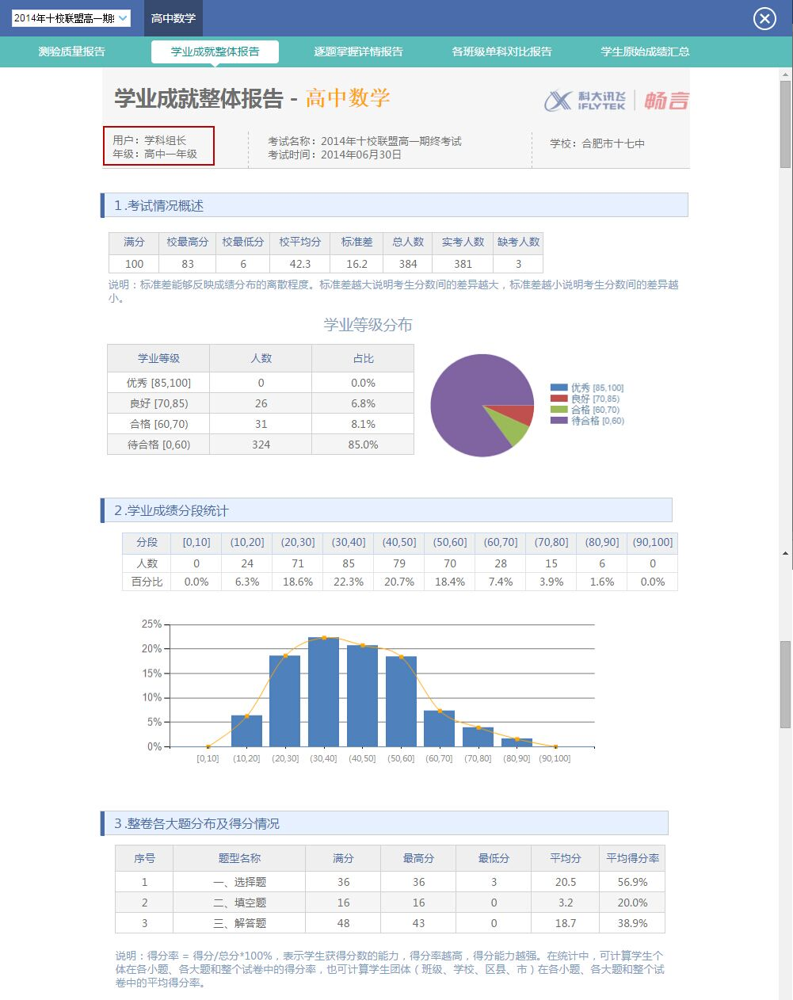 2014年十校联盟高一期终 高中数学
测验质量报告 学业成就整体报告 逐题掌握详情报告 各班级单科对比报告 学生原始成绩汇总
学业成就整体报告 - 高中数学 科大讯飞 iFLYTEK 畅言
用户：学科组长 考试名称：2014年十校联盟高一期终考试 学校：合肥市十七中
年级：高中一年级 考试时间：2014年06月30日
1.考试情况概述
满分 校最高分 校最低分 校平均分 标准差 总人数 实考人数 缺考人数
100 83 6 42.3 16.2 384 381 3
说明：标准差能够反映成绩分布的离散程度。标准差越大说明考生分数间的差异越大，标准差越小说明考生分数间的差异越
小。
学业等级分布
学业等级 人数 占比
优秀 [85,100] 0 0.0%
良好 [70,85) 26 6.8%
合格 [60,70) 31 8.1%
待合格 [0,60) 324 85.0%
优秀 [85,100]
良好 [70,85)
合格 [60,70)
待合格 [0,60)
2.学业成绩分段统计
分段 [0,10] (10,20] (20,30] (30,40] (40,50] (50,60] (60,70] (70,80] (80,90] (90,100]
人数 0 24 71 85 79 70 28 15 6 0
百分比 0.0% 6.3% 18.6% 22.3% 20.7% 18.4% 7.4% 3.9% 1.6% 0.0%
25%
20%
15%
10%
5%
0%
[0,10] (10,20] (20,30] (30,40] (40,50] (50,60] (60,70] (70,80] (80,90] (90,100]
3.整卷各大题分布及得分情况
序号 题型名称 满分 最高分 最低分 平均分 平均得分率
1 一、选择题 36 36 3 20.5 56.9%
2 二、填空题 16 16 0 3.2 20.0%
3 三、解答题 48 43 0 18.7 38.9%
说明：得分率 = 得分/总分*100%，表示学生获得分数的能力，得分率越高，得分能力越强。在统计中，可计算学生个
体在各小题、各大题和整个试卷中的得分率，也可计算学生团体（班级、学校、区县、市）在各小题、各大题和整个试
卷中的平均得分率。